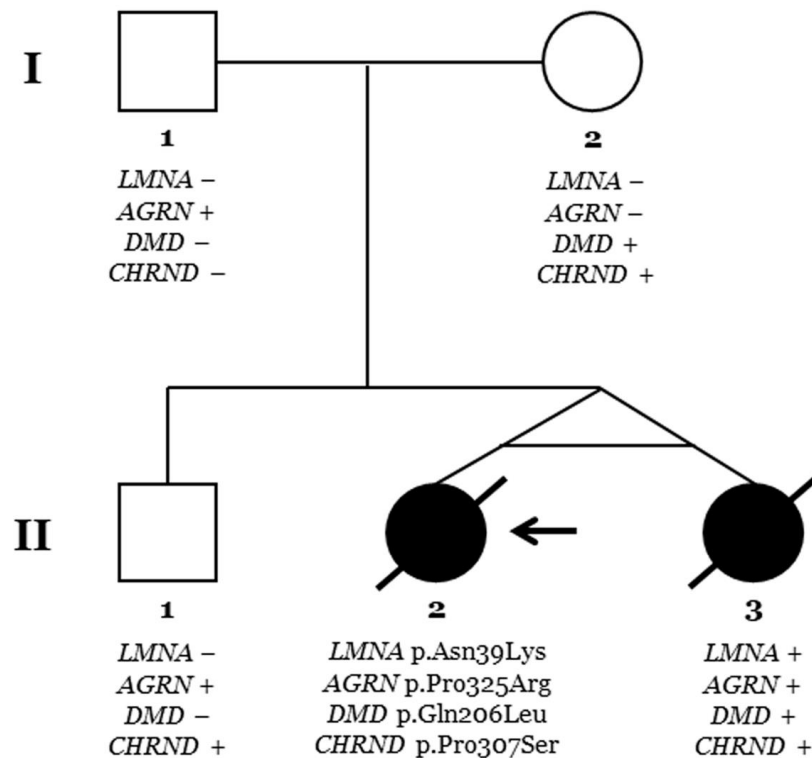 I
1
LMNA –
AGRN +
DMD –
CHRND –
2
LMNA –
AGRN –
DMD +
CHRND +
II
1
LMNA –
AGRN +
DMD –
CHRND +
2
LMNA p.Asn39Lys
AGRN p.Pro325Arg
DMD p.Gln206Leu
CHRND p.Pro307Ser
3
LMNA +
AGRN +
DMD +
CHRND +